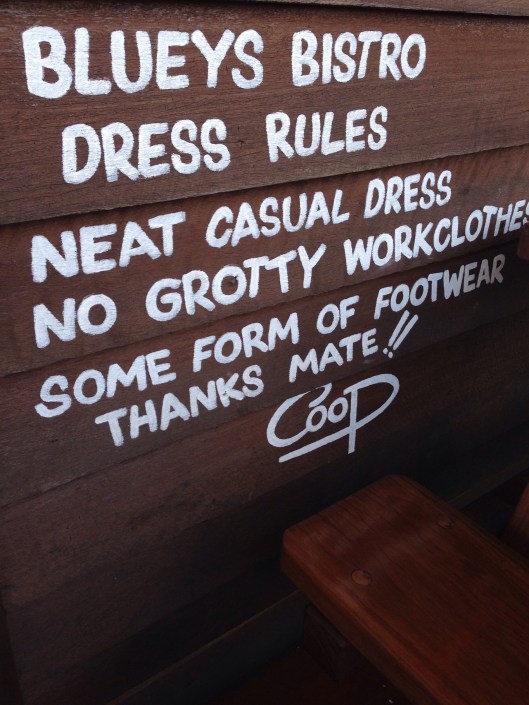 BLUEYS BISTRO
DRESS RULES
NEAT CASUAL DRESS
NO GROTTY WORKCLOTHES
SOME FORM OF FOOTWEAR
THANKS MATE!!
COOP